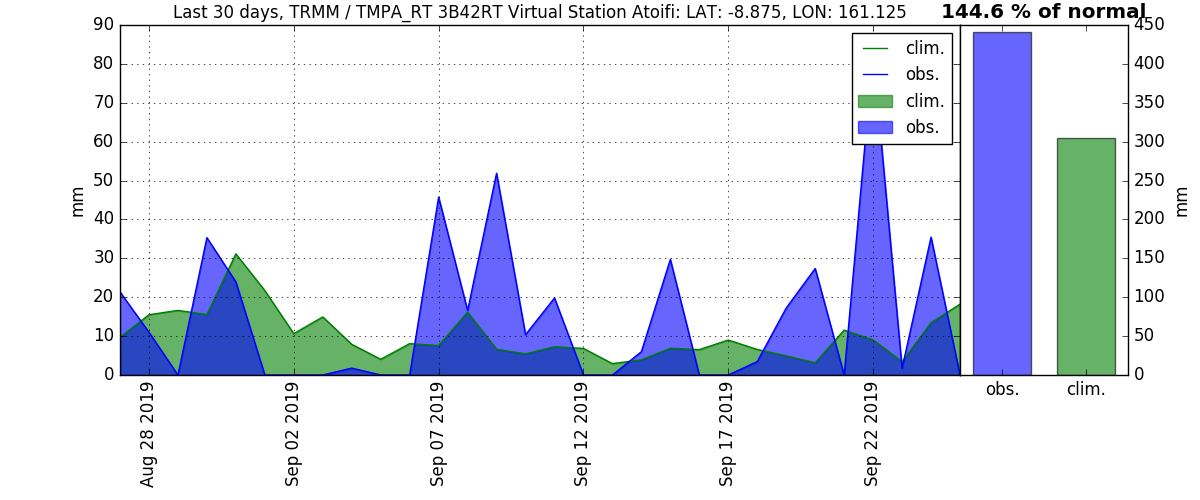 Last 30 days, TRMM / TMPA_RT 3B42RT Virtual Station Atoifi: LAT: -8.875, LON: 161.125
144.6 % of normal
90
80
70
60
50
40
30
20
10
0
mm
clim.
obs.
clim.
obs.
Aug 28 2019
Sep 02 2019
Sep 07 2019
Sep 12 2019
Sep 17 2019
Sep 22 2019
450
400
350
300
250
200
150
100
50
0
mm
obs.
clim.